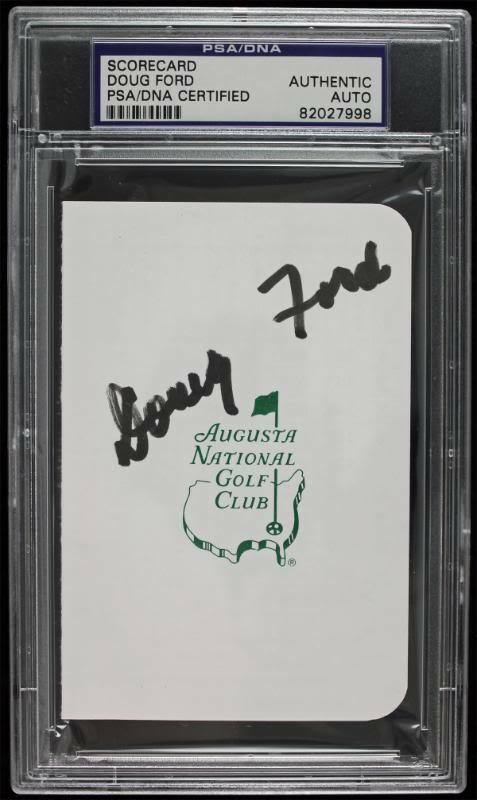 PSA/DNA
SCORECARD
DOUG FORD
PSA/DNA CERTIFIED
AUTHENTIC
AUTO
82027998
Doug Ford
AUGUSTA
NATIONAL
GOLF
CLUB
®